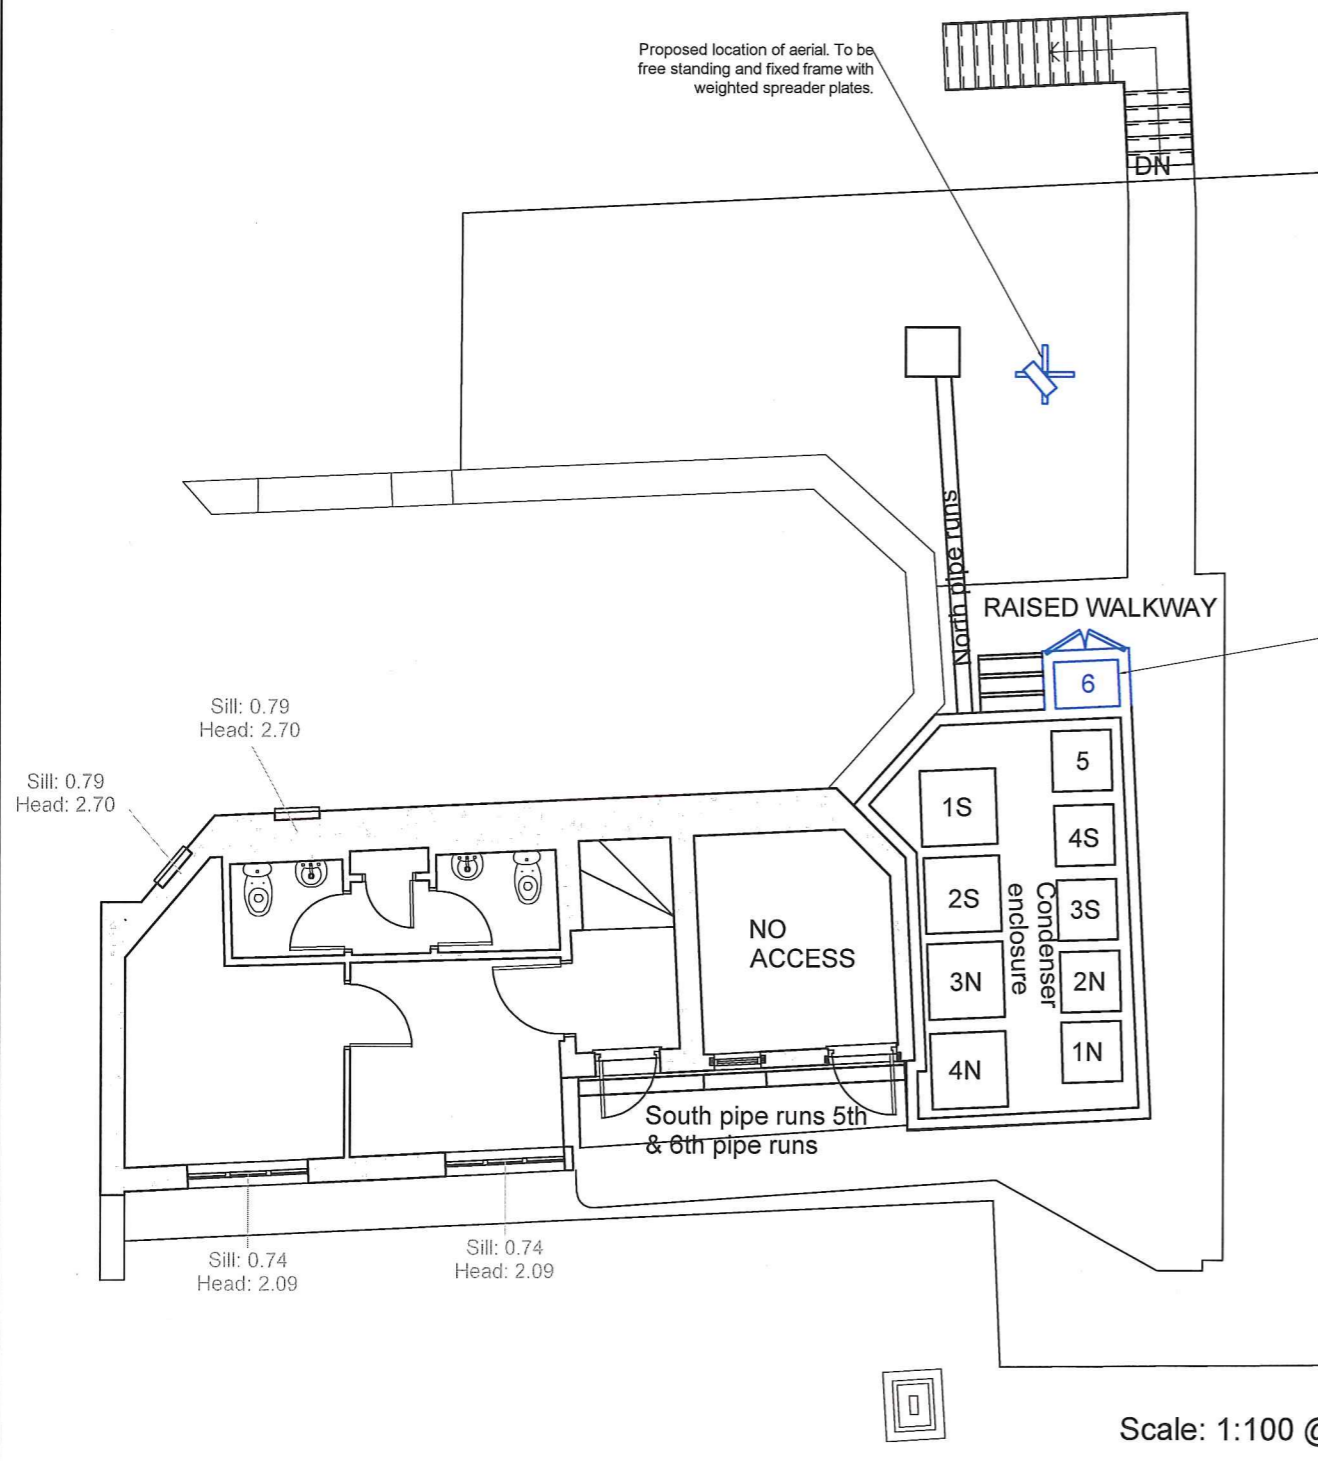 Proposed location of aerial. To be
free standing and fixed frame with
weighted spreader plates.
DN
North pipe runs
RAISED WALKWAY
6
Sill: 0.79
Head: 2.70
Sill: 0.79
Head: 2.70
5
1S
4S
2S
3S
Condenser
enclosure
NO
ACCESS
3N
2N
4N
1N
South pipe runs 5th
& 6th pipe runs
Sill: 0.74
Head: 2.09
Sill: 0.74
Head: 2.09
Scale: 1:100 @